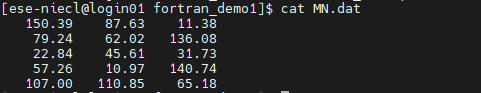 [ese-niecl@login01 fortran_demo1]$ cat MN.dat
150.39 87.63 11.38
79.24 62.02 136.08
22.84 45.61 31.73
57.26 10.97 140.74
107.00 110.85 65.18